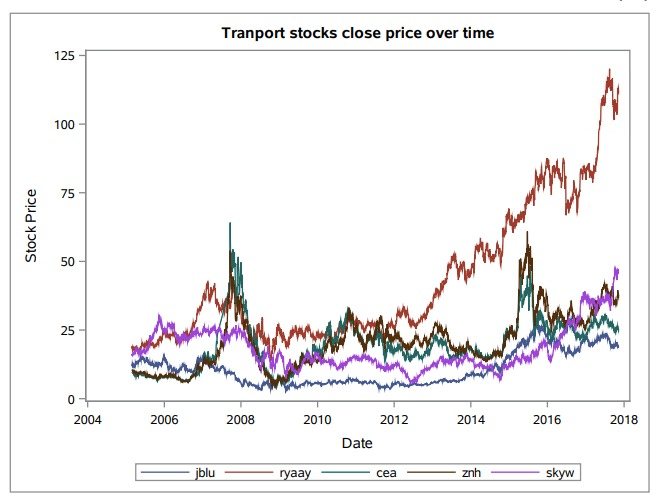 Tranport stocks close price over time
125
100
75
50
25
0
Stock Price
2004 2006 2008 2010 2012 2014 2016 2018
Date
jblu ryaay cea znh skyw